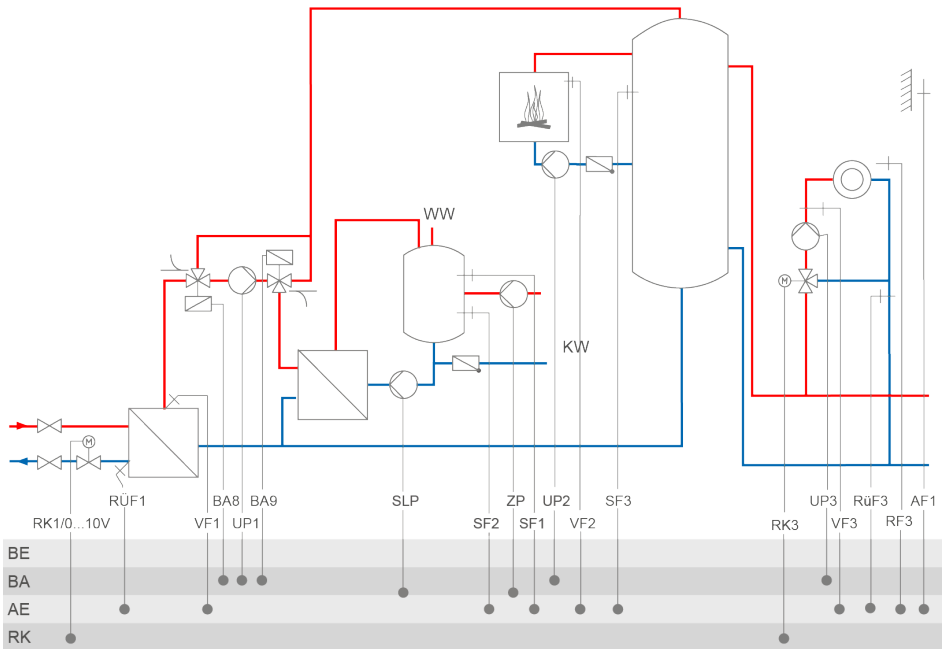 WW
KW
M
M
RÜF1
BA8
BA9
SLP
ZP
UP2
SF3
UP3
RüF3
AF1
RK1/0...10V
VF1
UP1
SF2
SF1
VF2
RK3
VF3
RF3
BE
BA
AE
RK